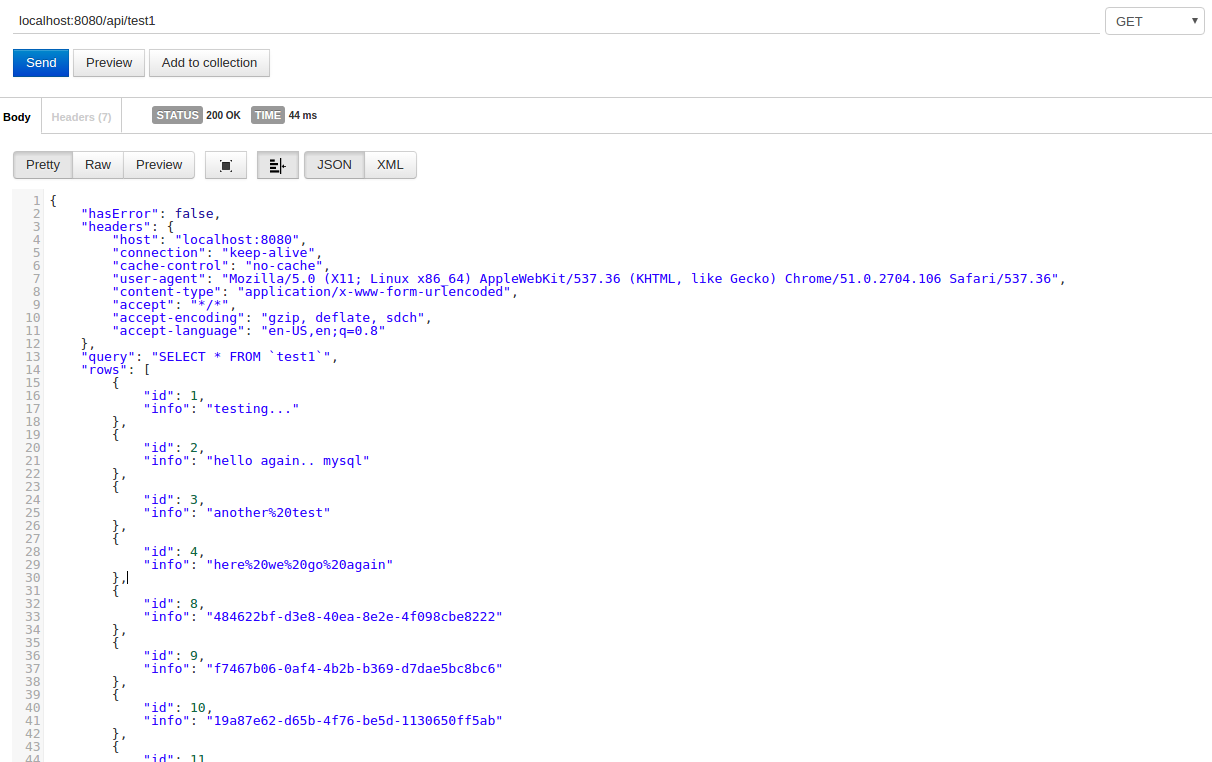 localhost:8080/api/test1 GET
Send Preview Add to collection
Body Headers (7) STATUS 200 OK TIME 44 ms
Pretty Raw Preview JSON XML
1 {
2     "hasError": false,
3     "headers": {
4         "host": "localhost:8080",
5         "connection": "keep-alive",
6         "cache-control": "no-cache",
7         "user-agent": "Mozilla/5.0 (X11; Linux x86_64) AppleWebKit/537.36 (KHTML, like Gecko) Chrome/51.0.2704.106 Safari/537.36",
8         "content-type": "application/x-www-form-urlencoded",
9         "accept": "*/*",
10         "accept-encoding": "gzip, deflate, sdch",
11         "accept-language": "en-US,en;q=0.8"
12     },
13     "query": "SELECT * FROM `test1`",
14     "rows": [
15         {
16             "id": 1,
17             "info": "testing..."
18         },
19         {
20             "id": 2,
21             "info": "hello again.. mysql"
22         },
23         {
24             "id": 3,
25             "info": "another%20test"
26         },
27         {
28             "id": 4,
29             "info": "here%20we%20go%20again"
30         },
31         {
32             "id": 8,
33             "info": "484622bf-d3e8-40ea-8e2e-4f098cbe8222"
34         },
35         {
36             "id": 9,
37             "info": "f7467b06-0af4-4b2b-b369-d7dae5bc8bc6"
38         },
39         {
40             "id": 10,
41             "info": "19a87e62-d65b-4f76-be5d-1130650ff5ab"
42         },
43         {
44             "id": 11